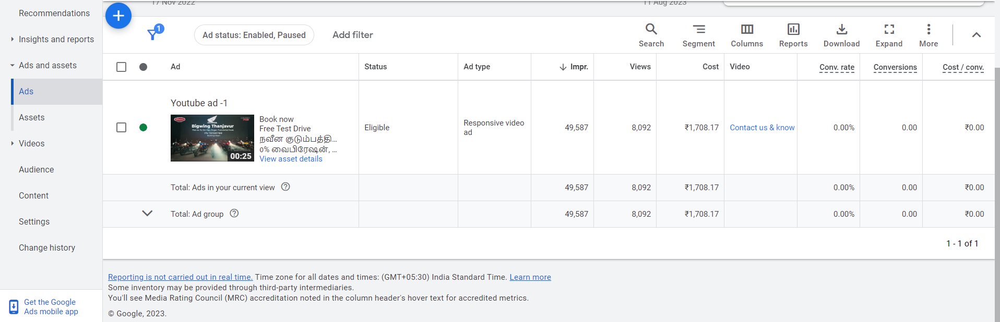 17 Nov 2022
11 Aug 2023
Recommendations
Insights and reports
Ads and assets
Ads
Assets
Videos
Audience
Content
Settings
Change history
Get the Google
Ads mobile app
1
Ad status: Enabled, Paused
Add filter
Search
Segment
Columns
Reports
Download
Expand
More
Ad
Status
Ad type
Impr.
Views
Cost
Video
Conv. rate
Conversions
Cost / conv.
Youtube ad -1
HONDA
Bigwing Thanjavur
00:25
Book now
Free Test Drive
நவீன குடும்பத்தி...
0% வைபிரேஷன், ...
View asset details
Eligible
Responsive video
ad
49,587
8,092
₹1,708.17
Contact us & know
0.00%
0.00
₹0.00
Total: Ads in your current view
49,587
8,092
₹1,708.17
0.00%
0.00
₹0.00
Total: Ad group
49,587
8,092
₹1,708.17
0.00%
0.00
₹0.00
1 - 1 of 1
Reporting is not carried out in real time. Time zone for all dates and times: (GMT+05:30) India Standard Time. Learn more
Some inventory may be provided through third-party intermediaries.
You'll see Media Rating Council (MRC) accreditation noted in the column header's hover text for accredited metrics.
© Google, 2023.